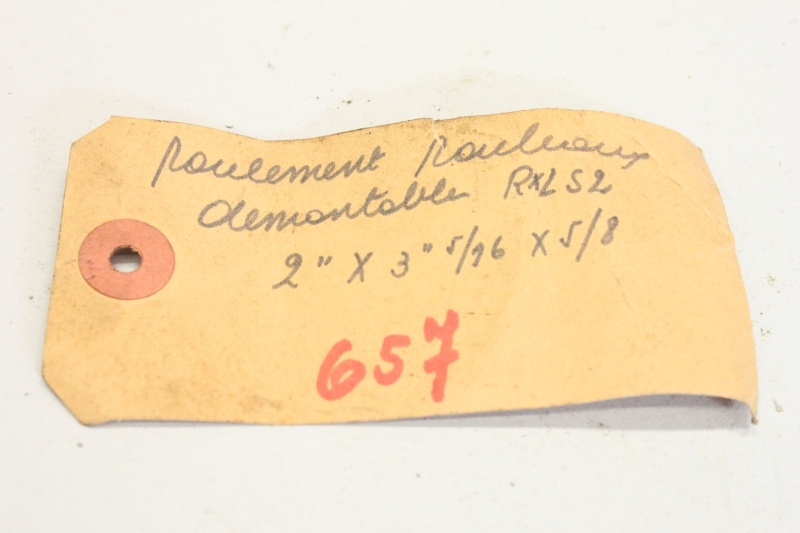 roulement rouleaux
demontable RXLS2
2" X 3" 5/16 X 5/8
657